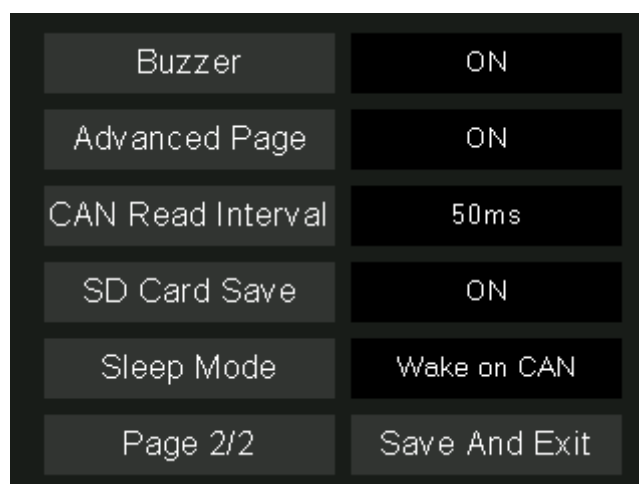 Buzzer ON
Advanced Page ON
CAN Read Interval 50ms
SD Card Save ON
Sleep Mode Wake on CAN
Page 2/2 Save And Exit